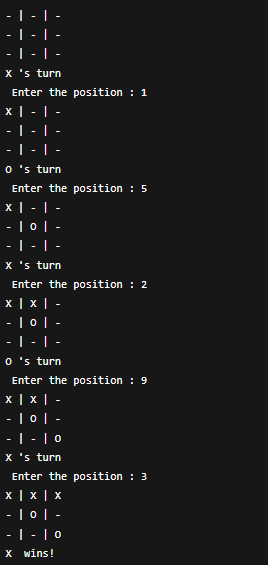 - | - | -
- | - | -
- | - | -
X 's turn
Enter the position : 1
X | - | -
- | - | -
- | - | -
O 's turn
Enter the position : 5
X | - | -
- | O | -
- | - | -
X 's turn
Enter the position : 2
X | X | -
- | O | -
- | - | -
O 's turn
Enter the position : 9
X | X | -
- | O | -
- | - | O
X 's turn
Enter the position : 3
X | X | X
- | O | -
- | - | O
X  wins!